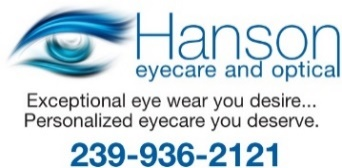 Hanson
eyecare and optical
Exceptional eye wear you desire...
Personalized eyecare you deserve.
239-936-2121